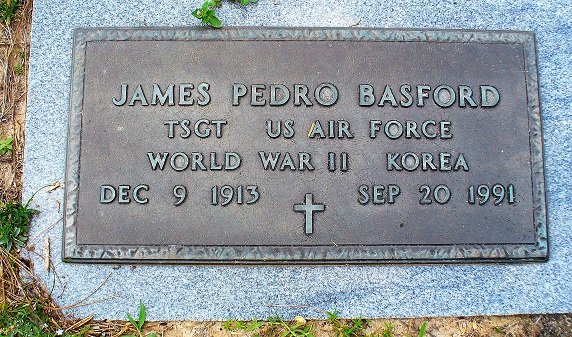 JAMES PEDRO BASFORD
TSGT US AIR FORCE
WORLD WAR II KOREA
DEC 9 1913 SEP 20 1991